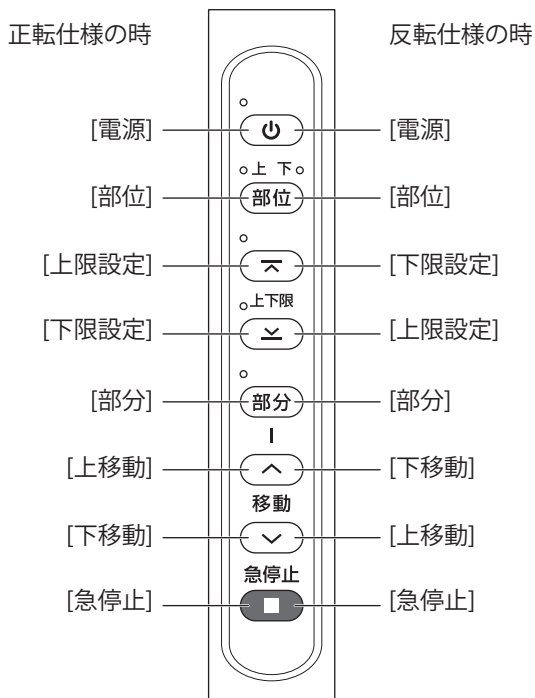 正転仕様の時
反転仕様の時
[電源]
[電源]
上 下
[部位]
部位
[部位]
[上限設定]
[下限設定]
上下限
[下限設定]
[上限設定]
[部分]
部分
[部分]
[上移動]
[下移動]
移動
[下移動]
[上移動]
急停止
[急停止]
[急停止]